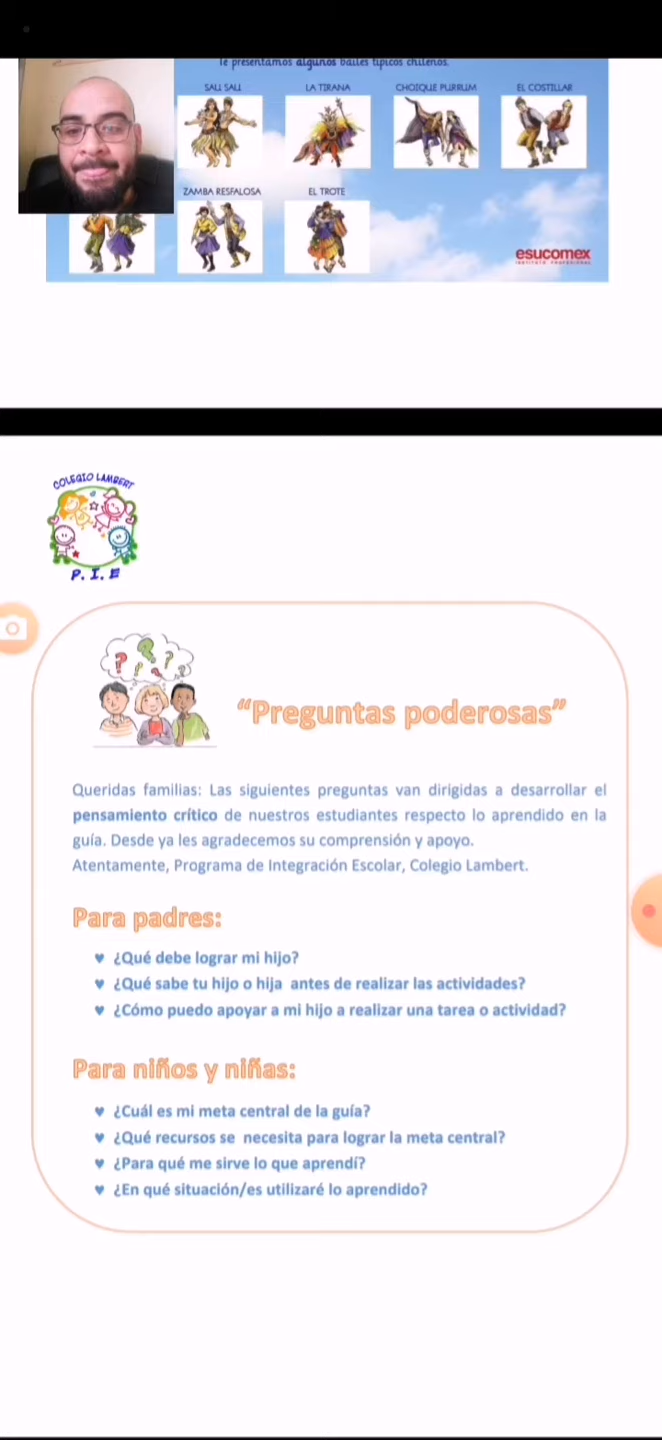 Te presentamos algunos bailes típicos chilenos.
SAU SAU
LA TIRANA
CHOIQUE PURRUM
EL COSTILLAR
ZAMBA RESFALOSA
EL TROTE
esucomex
INSTITUTO PROFESIONAL
COLEGIO LAMBERT
P. I. E
“Preguntas poderosas”
Queridas familias: Las siguientes preguntas van dirigidas a desarrollar el
pensamiento crítico de nuestros estudiantes respecto lo aprendido en la
guía. Desde ya les agradecemos su comprensión y apoyo.
Atentamente, Programa de Integración Escolar, Colegio Lambert.
Para padres:
♥ ¿Qué debe lograr mi hijo?
♥ ¿Qué sabe tu hijo o hija antes de realizar las actividades?
♥ ¿Cómo puedo apoyar a mi hijo a realizar una tarea o actividad?
Para niños y niñas:
♥ ¿Cuál es mi meta central de la guía?
♥ ¿Qué recursos se necesita para lograr la meta central?
♥ ¿Para qué me sirve lo que aprendí?
♥ ¿En qué situación/es utilizaré lo aprendido?